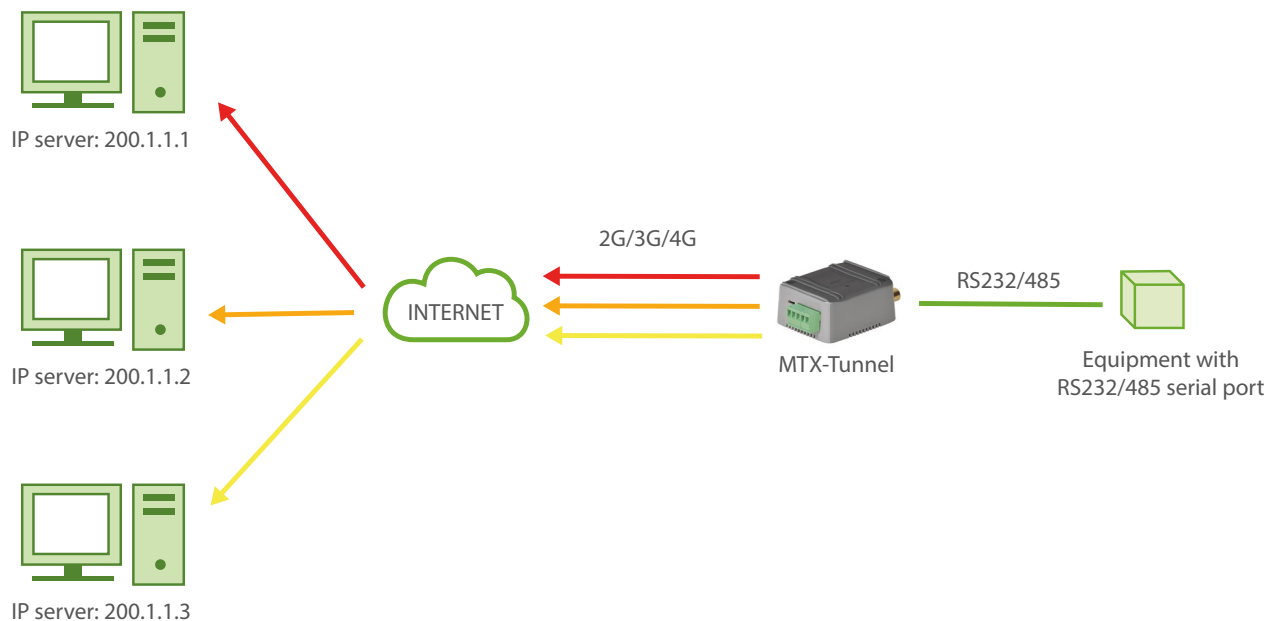 IP server: 200.1.1.1
2G/3G/4G
RS232/485
INTERNET
MTX-Tunnel
Equipment with
RS232/485 serial port
IP server: 200.1.1.2
IP server: 200.1.1.3